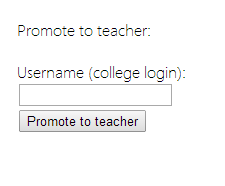 Promote to teacher:
Username (college login):
Promote to teacher